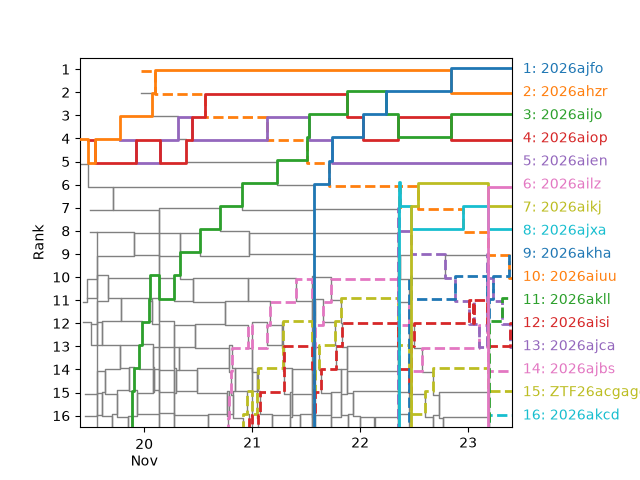 1
2
3
4
5
6
7
8
9
10
11
12
13
14
15
16
Rank
20
21
22
23
Nov
1: 2026ajfo
2: 2026ahzr
3: 2026aijo
4: 2026aiop
5: 2026aien
6: 2026ailz
7: 2026aikj
8: 2026ajxa
9: 2026akha
10: 2026aiuu
11: 2026akll
12: 2026aisi
13: 2026ajca
14: 2026ajbs
15: ZTF26acgag
16: 2026akcd